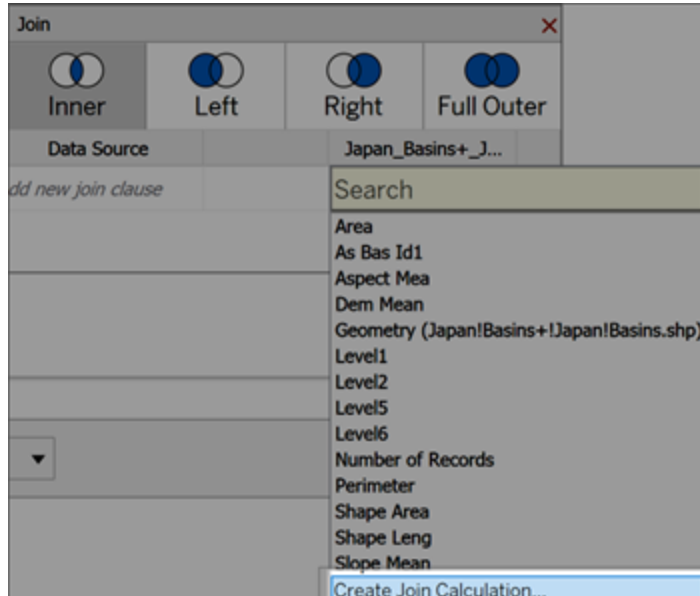 Join
Inner Left Right Full Outer
Data Source Japan_Basins+_J...
dd new join clause
Search
Area
As Bas Id1
Aspect Mea
Dem Mean
Geometry (Japan!Basins+!Japan!Basins.shp)
Level1
Level2
Level5
Level6
Number of Records
Perimeter
Shape Area
Shape Leng
Slope Mean
Create Join Calculation...